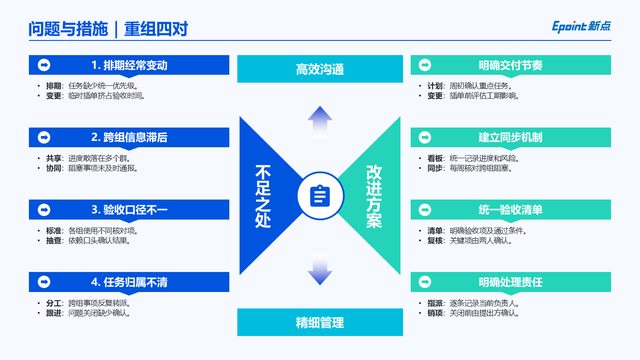 问题与措施｜重组四对
Epoint新点
1. 排期经常变动
• 排期：任务缺少统一优先级。
• 变更：临时插单挤占验收时间。
2. 跨组信息滞后
• 共享：进度散落在多个群。
• 协同：阻塞事项未及时通报。
3. 验收口径不一
• 标准：各组使用不同核对项。
• 抽查：依赖口头确认结果。
4. 任务归属不清
• 分工：跨组事项反复转派。
• 跟进：问题关闭缺少确认。
高效沟通
不足之处
改进方案
精细管理
明确交付节奏
• 计划：周初确认重点任务。
• 变更：插单前评估工期影响。
建立同步机制
• 看板：统一记录进度和风险。
• 同步：每周核对跨组阻塞。
统一验收清单
• 清单：明确验收项及通过条件。
• 复核：关键项由两人确认。
明确处理责任
• 指派：逐条记录当前负责人。
• 销项：关闭前由提出方确认。